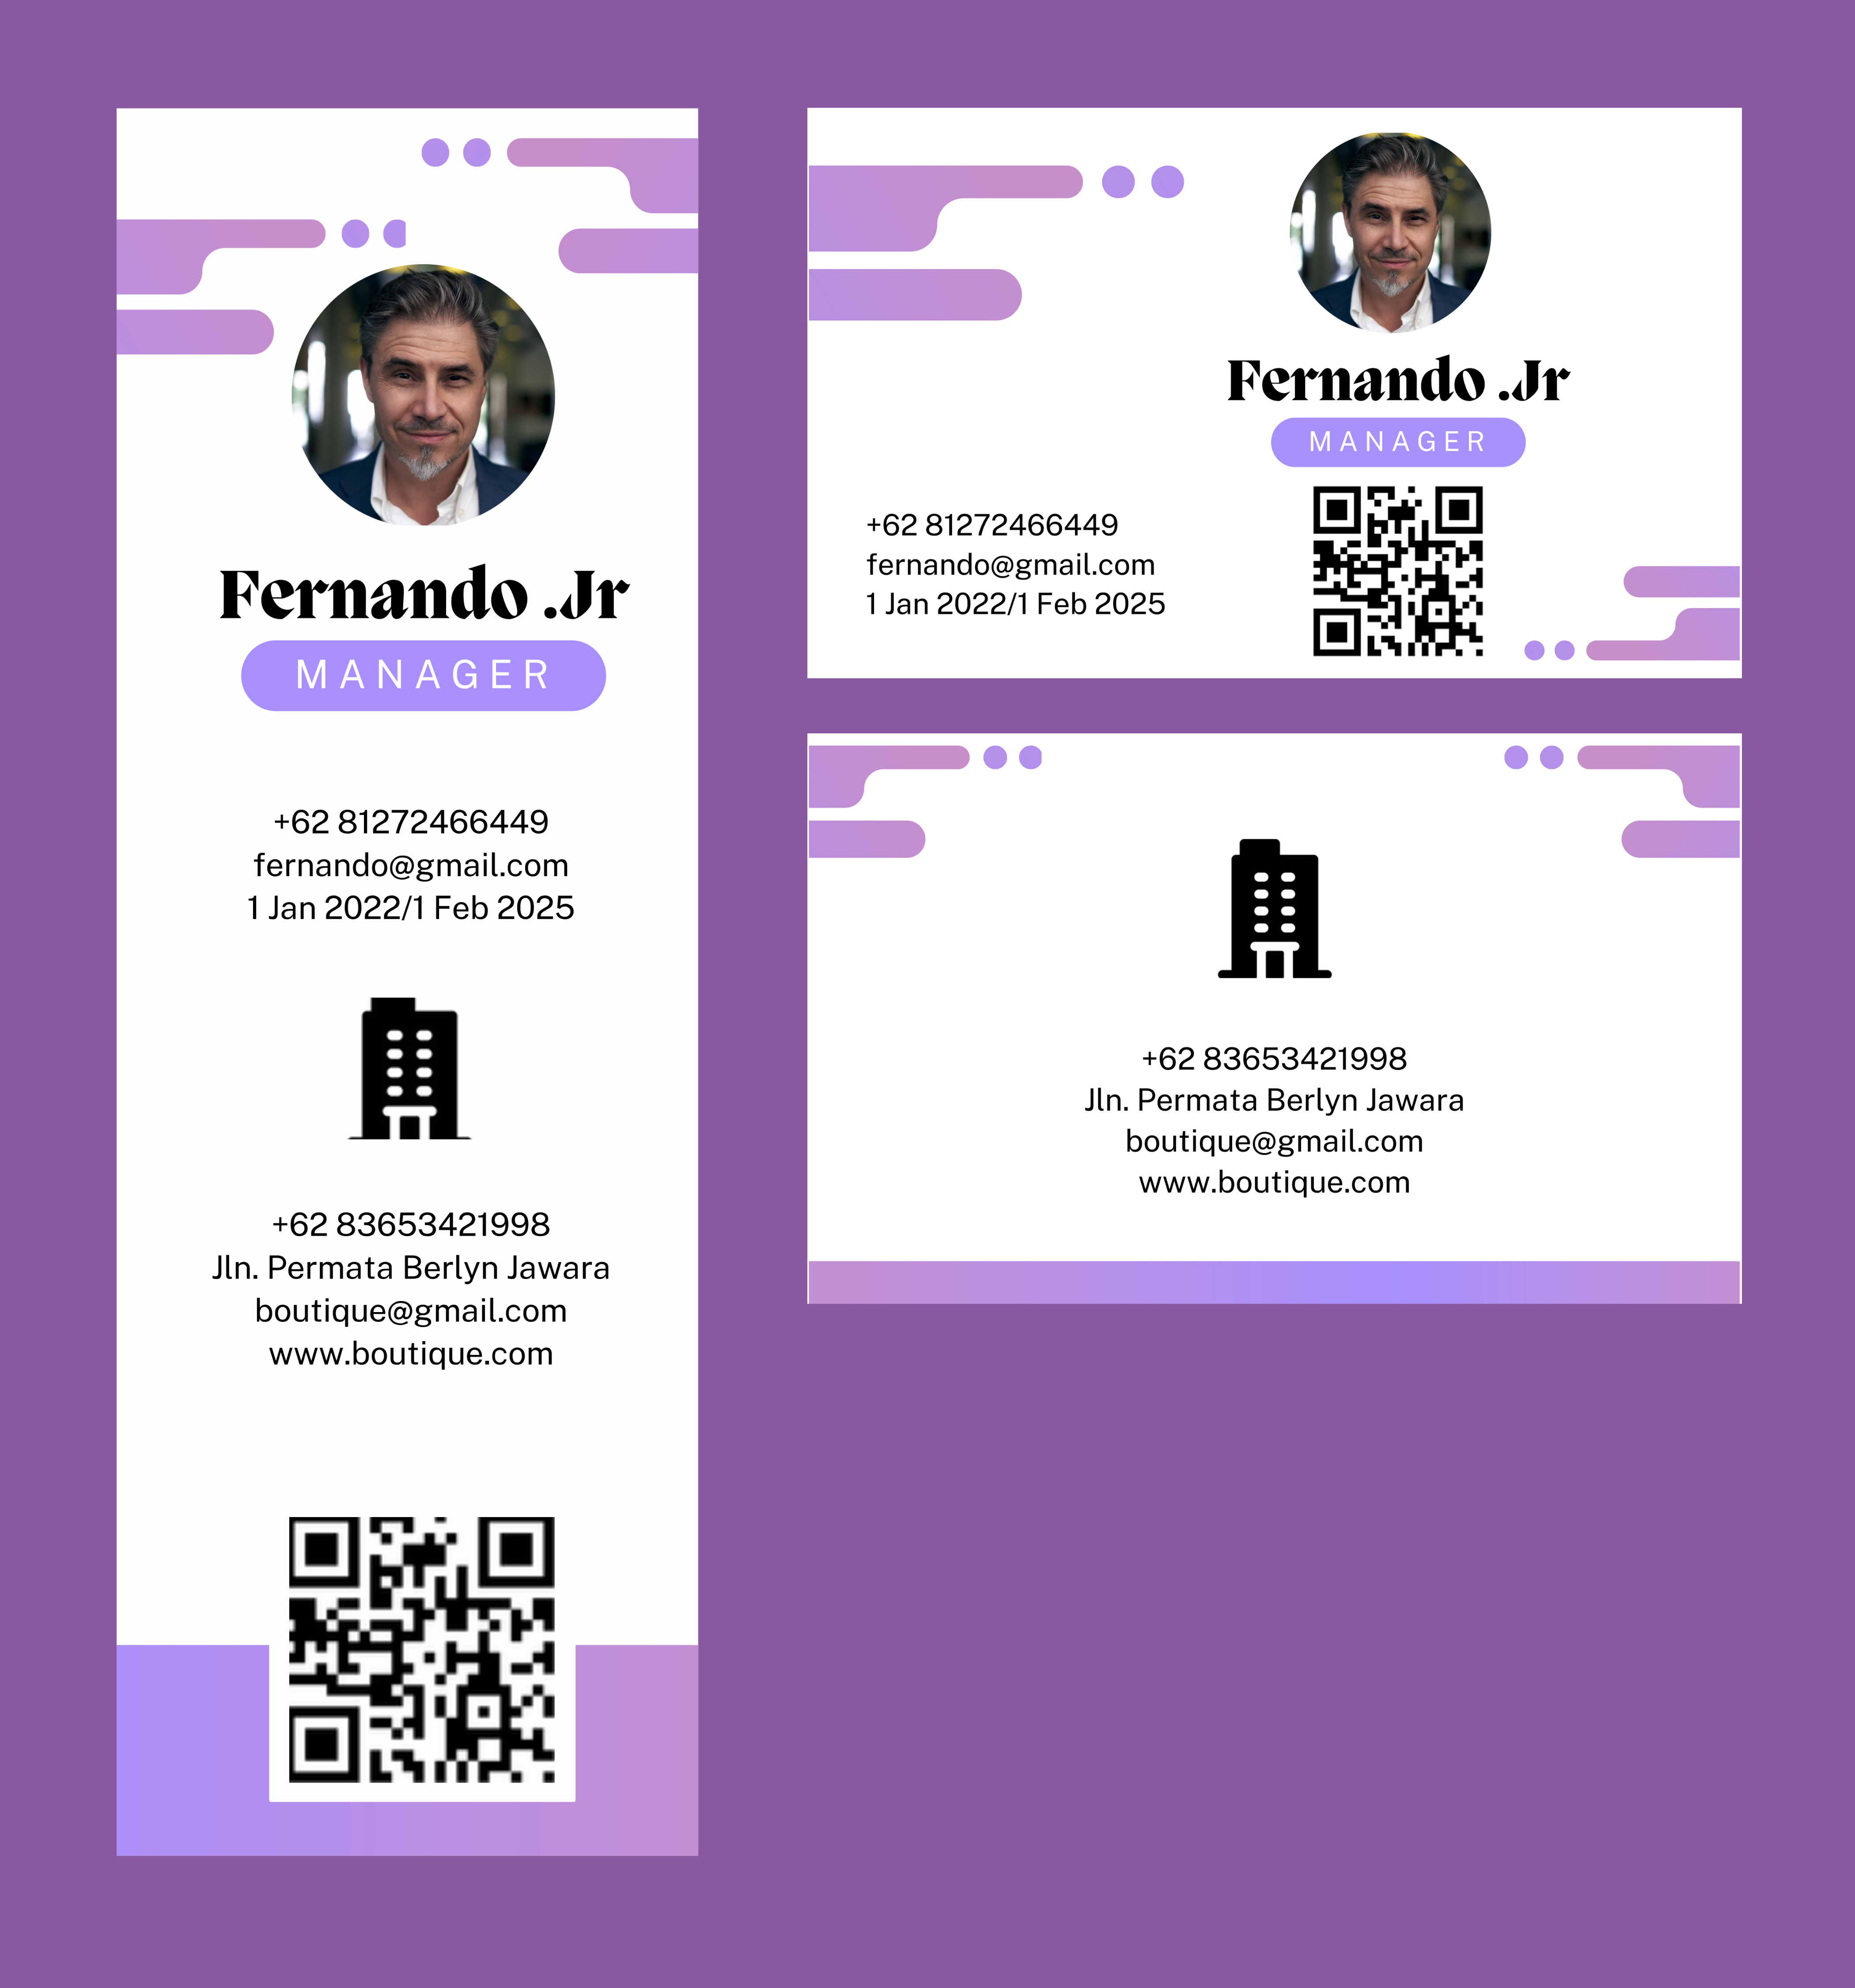 Fernando .Jr
MANAGER
+62 81272466449
fernando@gmail.com
1 Jan 2022/1 Feb 2025
+62 83653421998
Jln. Permata Berlyn Jawara
boutique@gmail.com
www.boutique.com
Fernando .Jr
MANAGER
+62 81272466449
fernando@gmail.com
1 Jan 2022/1 Feb 2025
+62 83653421998
Jln. Permata Berlyn Jawara
boutique@gmail.com
www.boutique.com